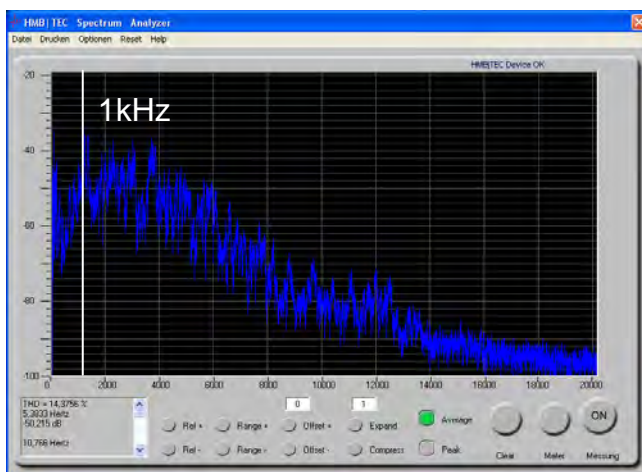 HMB|TEC Spectrum Analyzer
Datei Drucken Optionen Reset Help
HMB|TEC Device OK
-20
1kHz
-40
-60
-80
-100
0 2000 4000 6000 8000 10000 12000 14000 16000 18000 20000
THD = 14,3756 %
5,3833 Hertz
-50,215 dB
10,766 Hertz
0 1
Rel + Range + Offset + Expand Average ON
Rel - Range - Offset - Compress Peak Clear Meter Messung